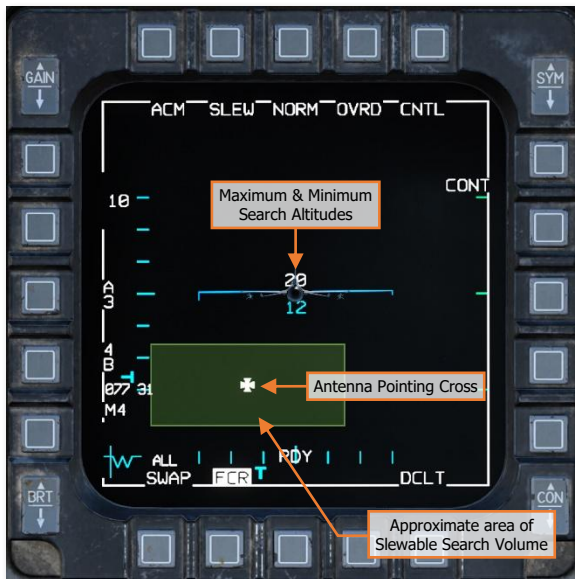 GAIN
SYM
ACM SLEW NORM OVRD CNTL
CONT
10
Maximum & Minimum
Search Altitudes
20
12
A
3
4
B
077 31
M4
Antenna Pointing Cross
ALL
RDY
SWAP FCR T DCLT
BRT
CON
Approximate area of
Slewable Search Volume